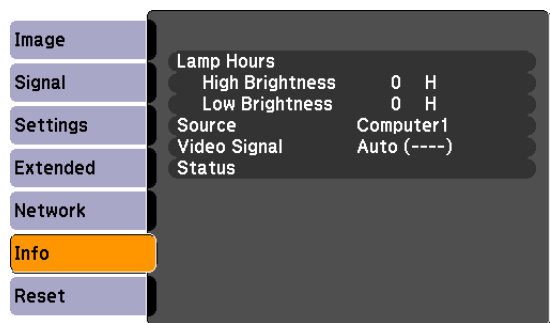 Image
Signal
Settings
Extended
Network
Info
Reset
Lamp Hours
High Brightness 0 H
Low Brightness 0 H
Source Computer1
Video Signal Auto (----)
Status